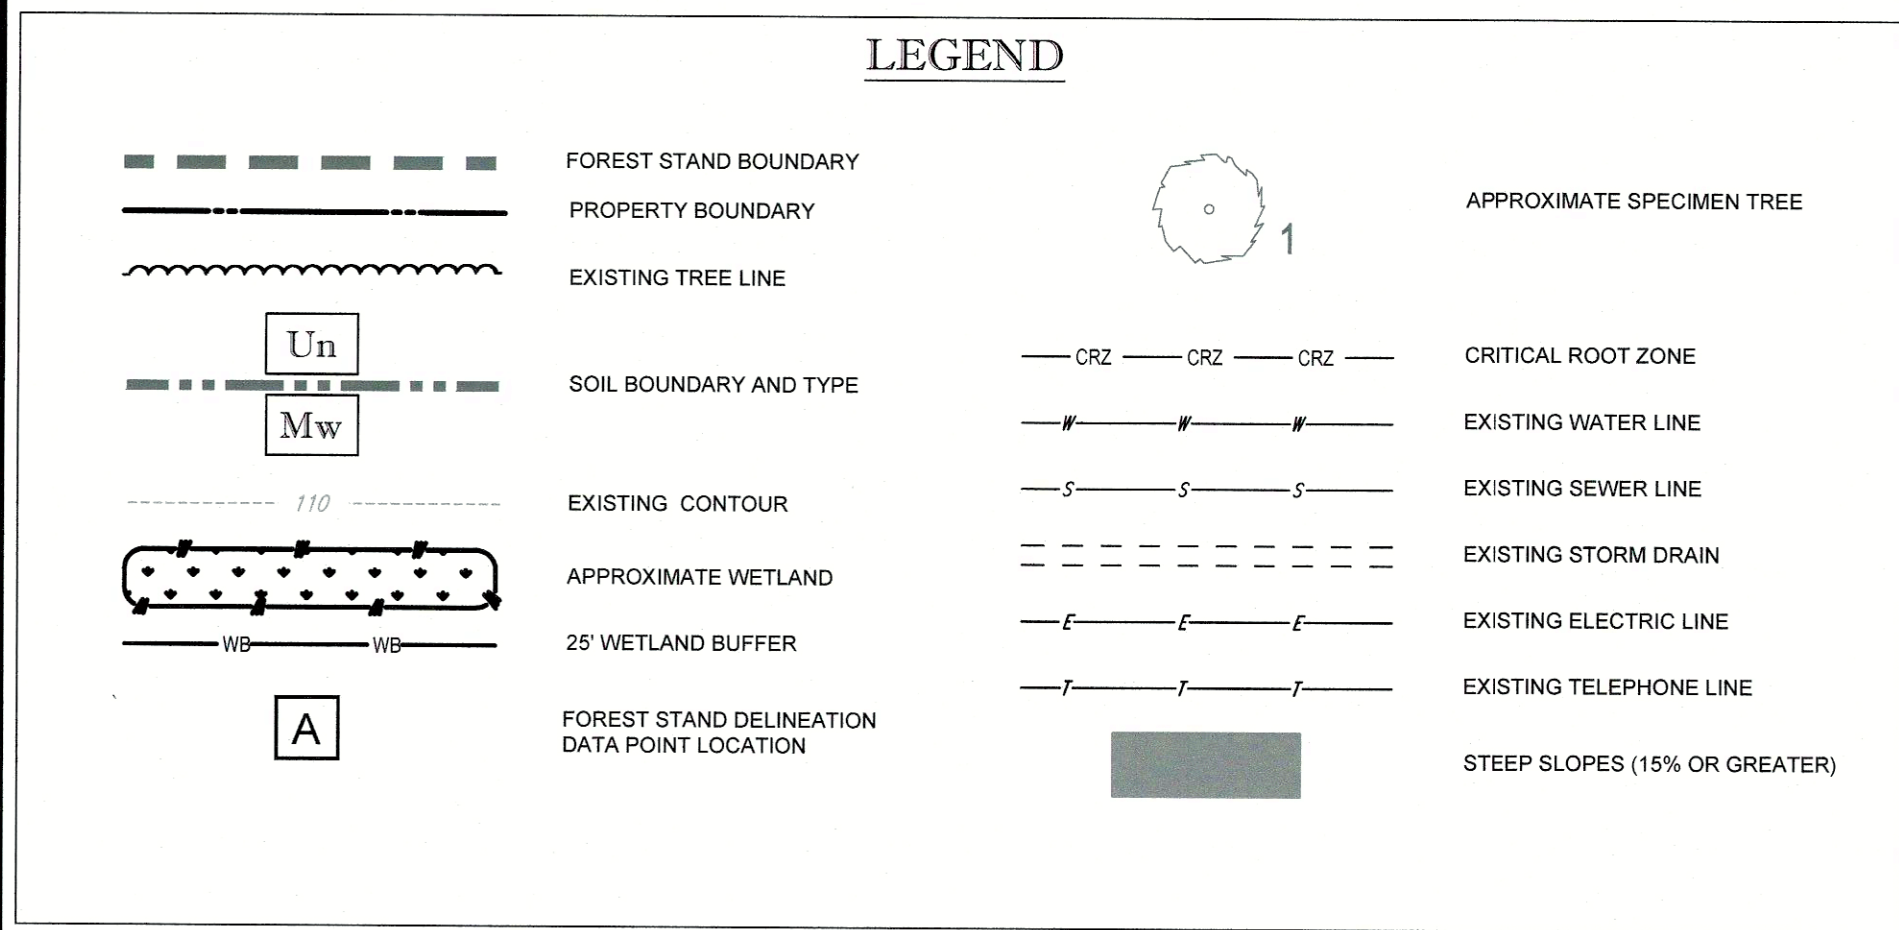 LEGEND
FOREST STAND BOUNDARY
PROPERTY BOUNDARY
EXISTING TREE LINE
Un
SOIL BOUNDARY AND TYPE
Mw
110
EXISTING CONTOUR
APPROXIMATE WETLAND
WB WB
25' WETLAND BUFFER
A
FOREST STAND DELINEATION
DATA POINT LOCATION
1
APPROXIMATE SPECIMEN TREE
CRZ CRZ CRZ
CRITICAL ROOT ZONE
W W W
EXISTING WATER LINE
S S S
EXISTING SEWER LINE
EXISTING STORM DRAIN
E E E
EXISTING ELECTRIC LINE
T T T
EXISTING TELEPHONE LINE
STEEP SLOPES (15% OR GREATER)